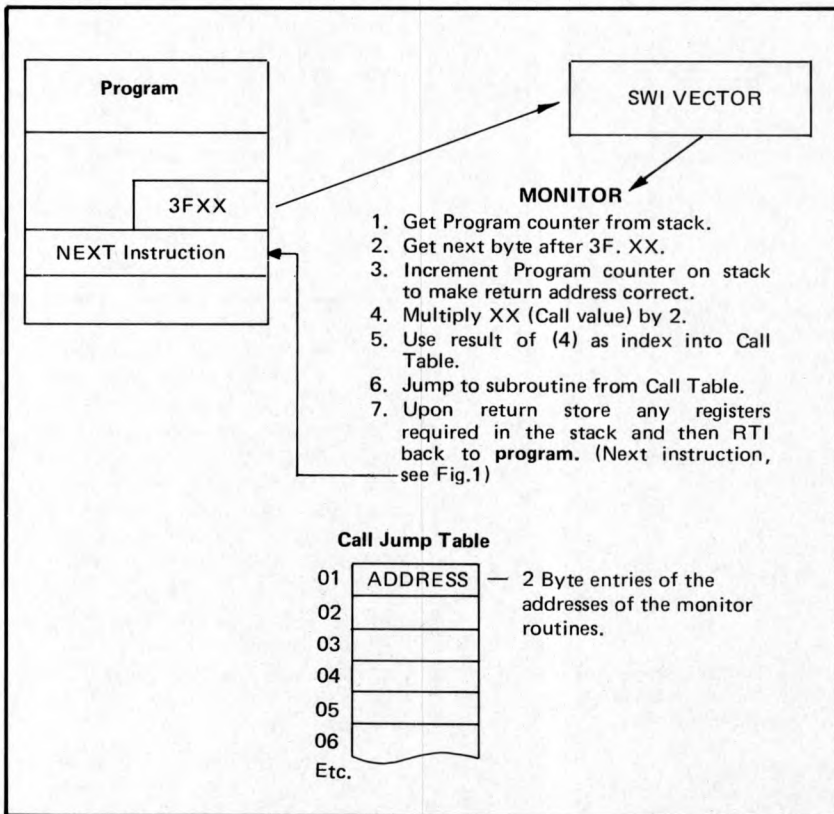 Program
SWI VECTOR
3FXX
NEXT Instruction
MONITOR
1. Get Program counter from stack.
2. Get next byte after 3F. XX.
3. Increment Program counter on stack
to make return address correct.
4. Multiply XX (Call value) by 2.
5. Use result of (4) as index into Call
Table.
6. Jump to subroutine from Call Table.
7. Upon return store any registers
required in the stack and then RTI
back to program. (Next instruction,
see Fig.1)
Call Jump Table
01 ADDRESS — 2 Byte entries of the
02 addresses of the monitor
03 routines.
04
05
06
Etc.